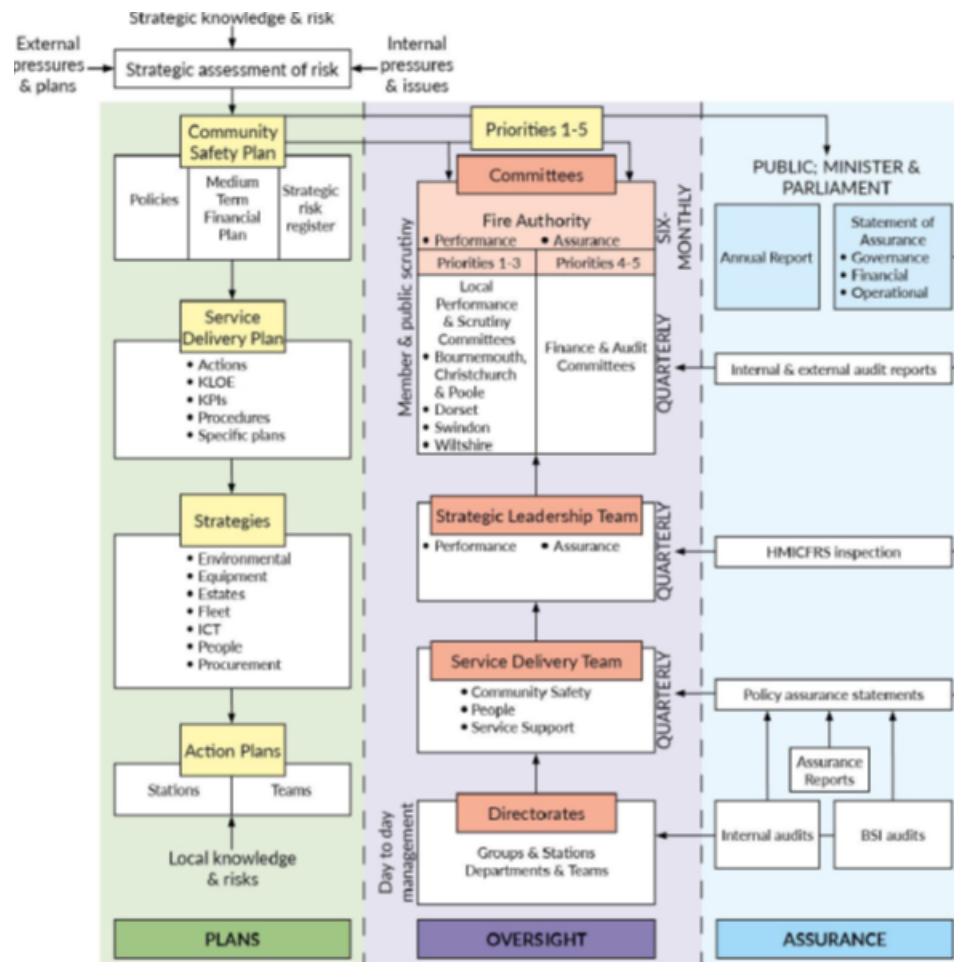 Strategic knowledge & risk
External
pressures
& plans
Strategic assessment of risk
Internal
pressures
& issues
Community
Safety Plan
Policies
Medium
Term
Financial
Plan
Strategic
risk
register
Service
Delivery Plan
• Actions
• KLOE
• KPIs
• Procedures
• Specific plans
Strategies
• Environmental
• Equipment
• Estates
• Fleet
• ICT
• People
• Procurement
Action Plans
Stations
Teams
Local knowledge
& risks
PLANS
Priorities 1-5
Committees
Fire Authority
• Performance
• Assurance
Priorities 1-3
Priorities 4-5
Local
Performance
& Scrutiny
Committees
• Bournemouth,
Christchurch
& Poole
• Dorset
• Swindon
• Wiltshire
Finance & Audit
Committees
Member & public scrutiny
SIX-
MONTHLY
QUARTERLY
Strategic Leadership Team
• Performance
• Assurance
QUARTERLY
Service Delivery Team
• Community Safety
• People
• Service Support
QUARTERLY
Directorates
Groups & Stations
Departments & Teams
Day to day
management
OVERSIGHT
PUBLIC; MINISTER &
PARLIAMENT
Annual Report
Statement of
Assurance
• Governance
• Financial
• Operational
Internal & external audit reports
HMICFRS inspection
Policy assurance statements
Assurance
Reports
Internal audits
BSI audits
ASSURANCE